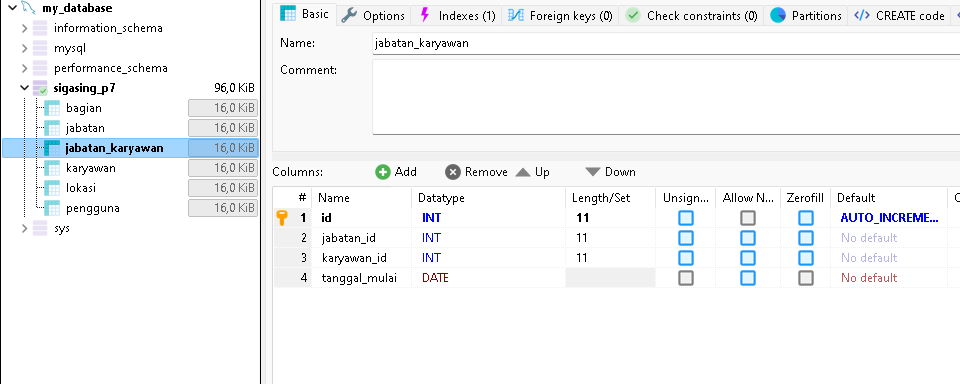 my_database
information_schema
mysql
performance_schema
sigasing_p7 96,0 KiB
bagian 16,0 KiB
jabatan 16,0 KiB
jabatan_karyawan 16,0 KiB
karyawan 16,0 KiB
lokasi 16,0 KiB
pengguna 16,0 KiB
sys
Basic Options Indexes (1) Foreign keys (0) Check constraints (0) Partitions CREATE code
Name: jabatan_karyawan
Comment:
Columns: Add Remove Up Down
# Name Datatype Length/Set Unsign... Allow N... Zerofill Default
1 id INT 11 AUTO_INCREME...
2 jabatan_id INT 11 No default
3 karyawan_id INT 11 No default
4 tanggal_mulai DATE No default